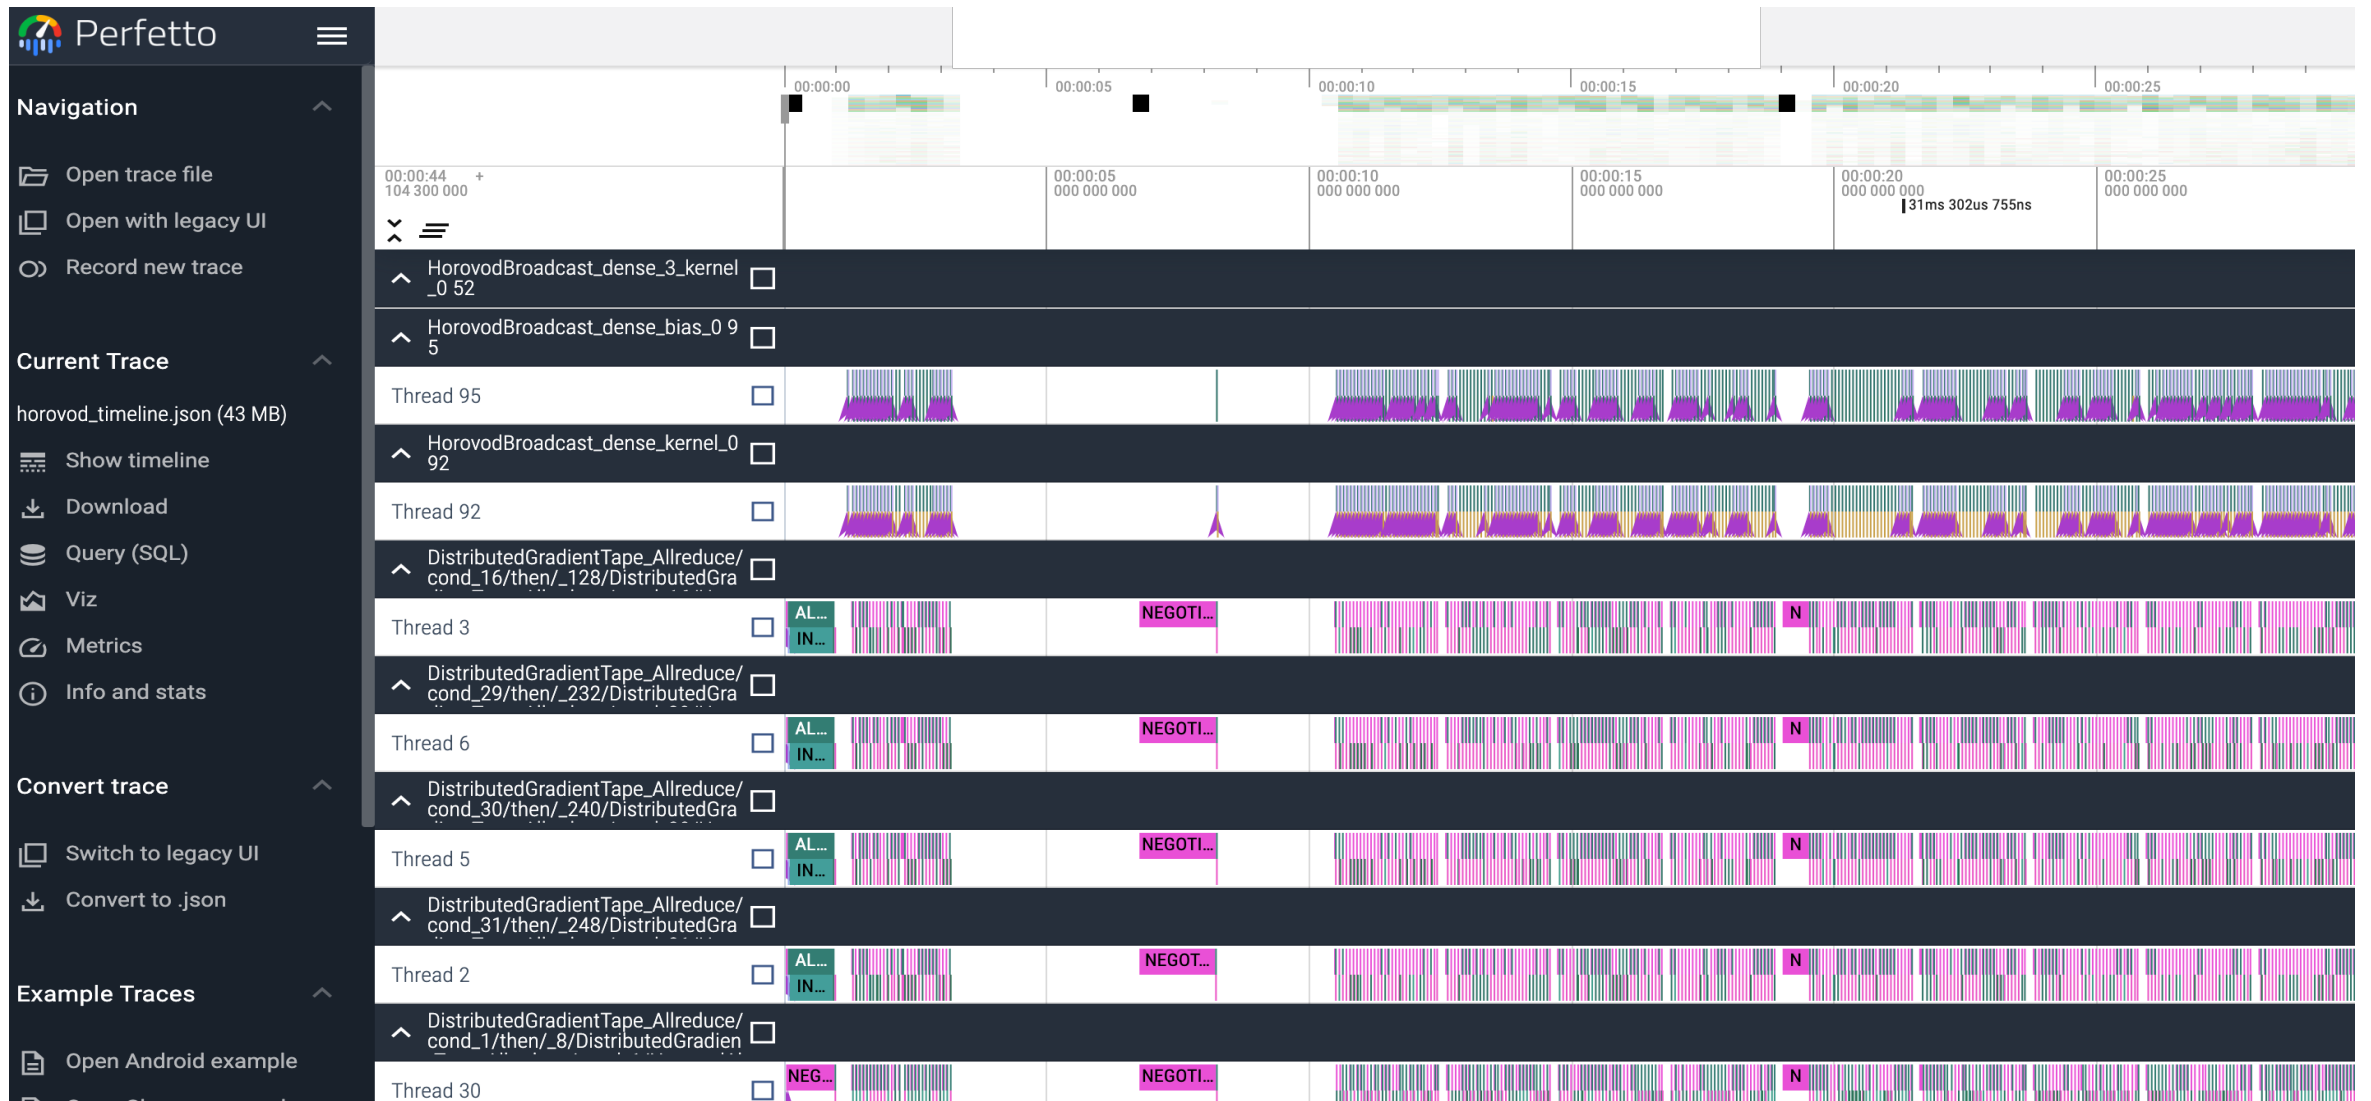 Perfetto
Navigation
Open trace file
Open with legacy UI
Record new trace
Current Trace
horovod_timeline.json (43 MB)
Show timeline
Download
Query (SQL)
Viz
Metrics
Info and stats
Convert trace
Switch to legacy UI
Convert to .json
Example Traces
Open Android example
00:00:00
00:00:05
00:00:10
00:00:15
00:00:20
00:00:25
00:00:44 +
104 300 000
00:00:05
000 000 000
00:00:10
000 000 000
00:00:15
000 000 000
00:00:20
000 000 000
00:00:25
000 000 000
31ms 302us 755ns
HorovodBroadcast_dense_3_kernel
_0 52
HorovodBroadcast_dense_bias_0 9
5
Thread 95
HorovodBroadcast_dense_kernel_0
92
Thread 92
DistributedGradientTape_Allreduce/
cond_16/then/_128/DistributedGra
Thread 3
AL...
IN...
NEGOTI...
N
DistributedGradientTape_Allreduce/
cond_29/then/_232/DistributedGra
Thread 6
AL...
IN...
NEGOTI...
N
DistributedGradientTape_Allreduce/
cond_30/then/_240/DistributedGra
Thread 5
AL...
IN...
NEGOTI...
N
DistributedGradientTape_Allreduce/
cond_31/then/_248/DistributedGra
Thread 2
AL...
IN...
NEGOT...
N
DistributedGradientTape_Allreduce/
cond_1/then/_8/DistributedGradien
Thread 30
NEG...
NEGOTI...
N